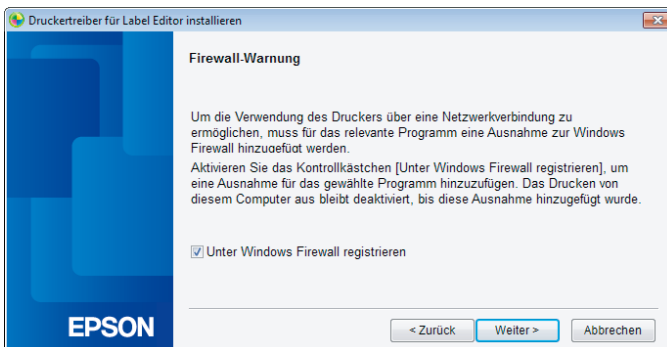 Druckertreiber für Label Editor installieren
Firewall-Warnung
Um die Verwendung des Druckers über eine Netzwerkverbindung zu
ermöglichen, muss für das relevante Programm eine Ausnahme zur Windows
Firewall hinzugefügt werden.
Aktivieren Sie das Kontrollkästchen [Unter Windows Firewall registrieren], um
eine Ausnahme für das gewählte Programm hinzuzufügen. Das Drucken von
diesem Computer aus bleibt deaktiviert, bis diese Ausnahme hinzugefügt wurde.
Unter Windows Firewall registrieren
EPSON
< Zurück Weiter > Abbrechen